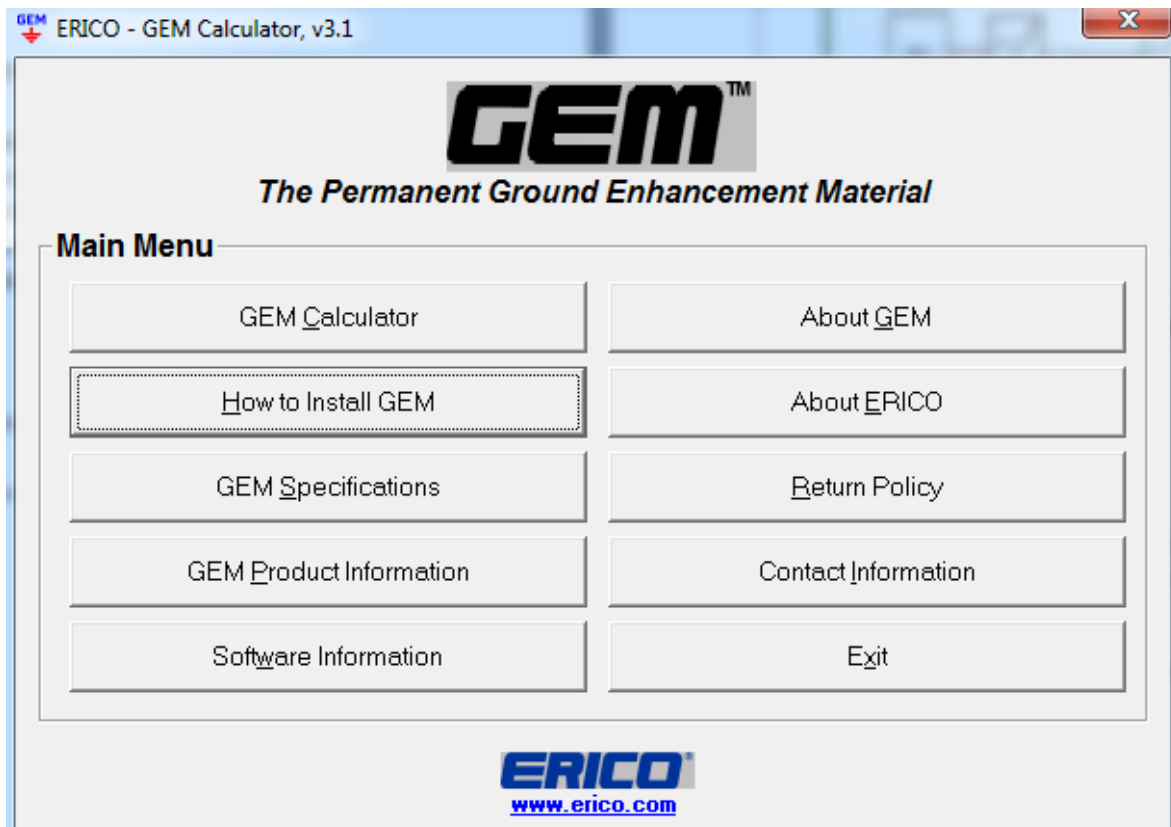 GEM
ERICO - GEM Calculator, v3.1
X
GEM™
The Permanent Ground Enhancement Material
Main Menu
GEM Calculator
About GEM
How to Install GEM
About ERICO
GEM Specifications
Return Policy
GEM Product Information
Contact Information
Software Information
Exit
ERICO®
www.erico.com